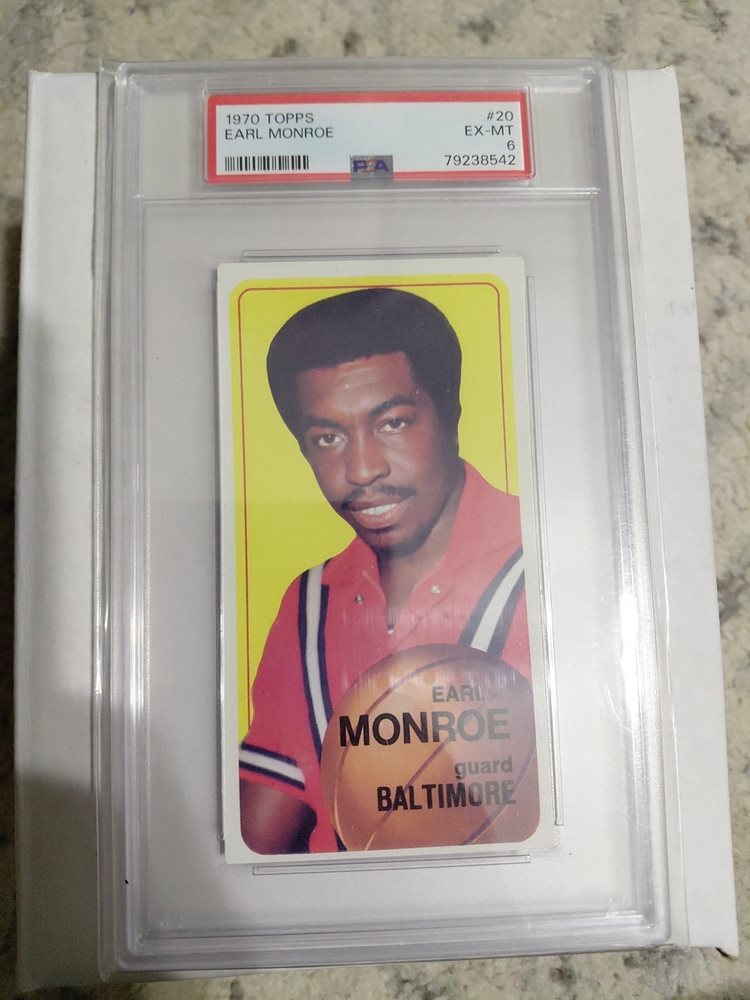 1970 TOPPS #20
EARL MONROE EX-MT
6
PSA 79238542
EARL
MONROE
guard
BALTIMORE